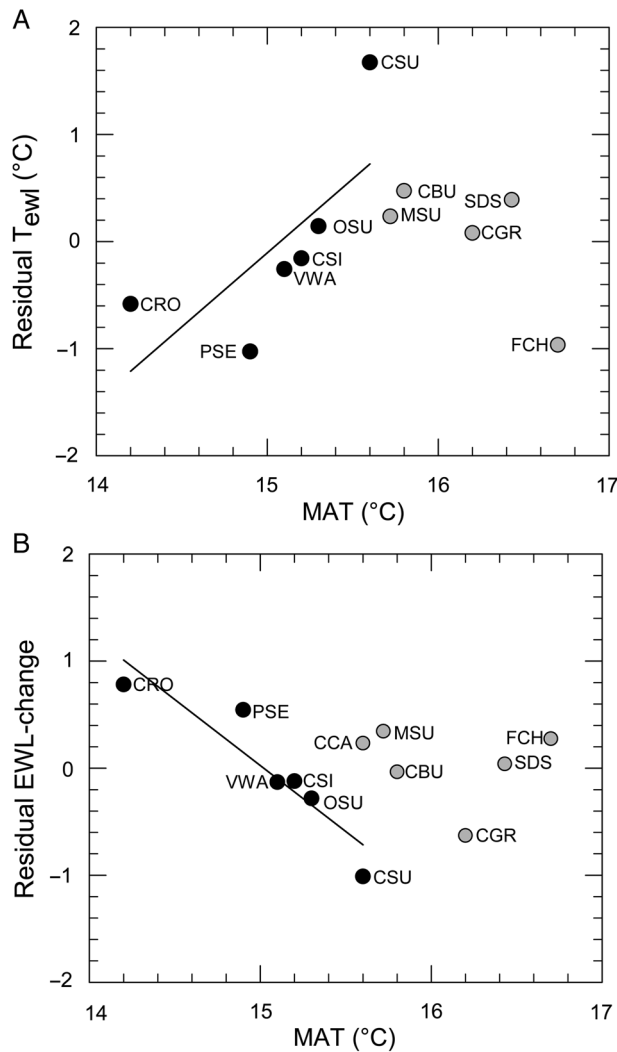 A
2
CSU
1
CBU
SDS
MSU
OSU
CGR
0
CSI
VWA
CRO
PSE
FCH
−1
−2
14
15
16
17
Residual Tewl (°C)
MAT (°C)
B
2
1
CRO
PSE
MSU
FCH
CCA
SDS
CBU
0
VWA
CSI
OSU
CGR
CSU
−1
−2
14
15
16
17
Residual EWL-change
MAT (°C)